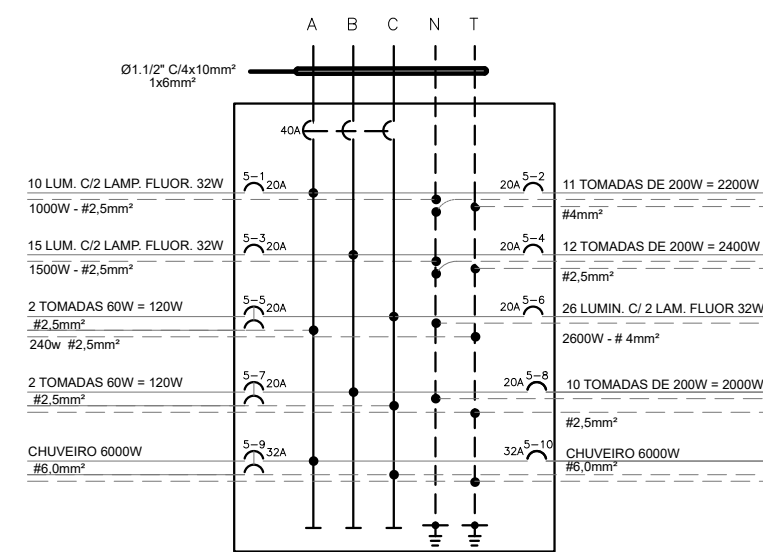 A B C N T
Ø1.1/2" C/4x10mm²
1x6mm²
40A
10 LUM. C/2 LAMP. FLUOR. 32W
5-1
20A
1000W - #2,5mm²
20A
5-2
11 TOMADAS DE 200W = 2200W
#4mm²
15 LUM. C/2 LAMP. FLUOR. 32W
5-3
20A
1500W - #2,5mm²
20A
5-4
12 TOMADAS DE 200W = 2400W
#2,5mm²
2 TOMADAS 60W = 120W
5-5
20A
#2,5mm²
240w #2,5mm²
20A
5-6
26 LUMIN. C/ 2 LAM. FLUOR 32W
2600W - # 4mm²
2 TOMADAS 60W = 120W
5-7
20A
#2,5mm²
20A
5-8
10 TOMADAS DE 200W = 2000W
#2,5mm²
CHUVEIRO 6000W
5-9
32A
#6,0mm²
32A
5-10
CHUVEIRO 6000W
#6,0mm²